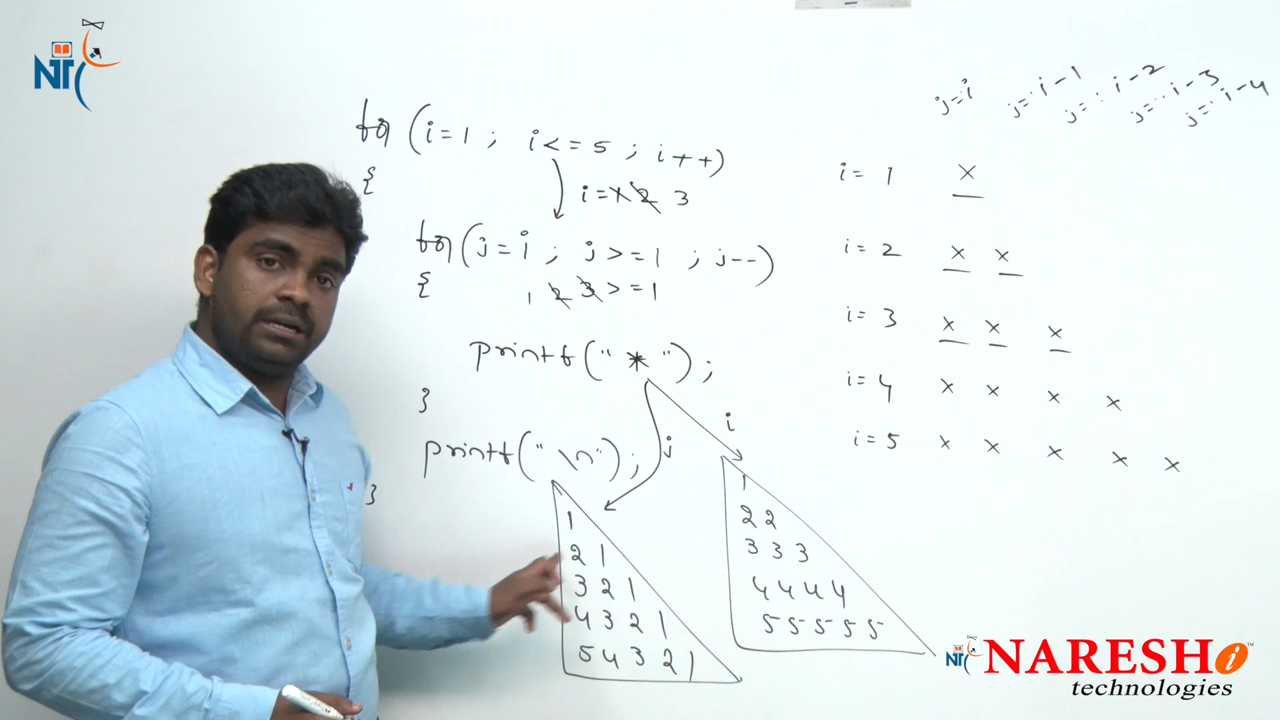 NTi
for (i=1 ; i<=5 ; i++)
{
i=1 2 3
for (j=i ; j>=1 ; j--)
{
1 2 3>=1
printf("*");
}
printf("\n");
}
j
i
1
2 1
3 2 1
4 3 2 1
5 4 3 2 1
1
2 2
3 3 3
4 4 4 4
5 5 5 5 5
j=i j=i-1 j=i-2 j=i-3 j=i-4
i=1 x
i=2 x x
i=3 x x x
i=4 x x x x
i=5 x x x x x
NTi NARESH i
technologies